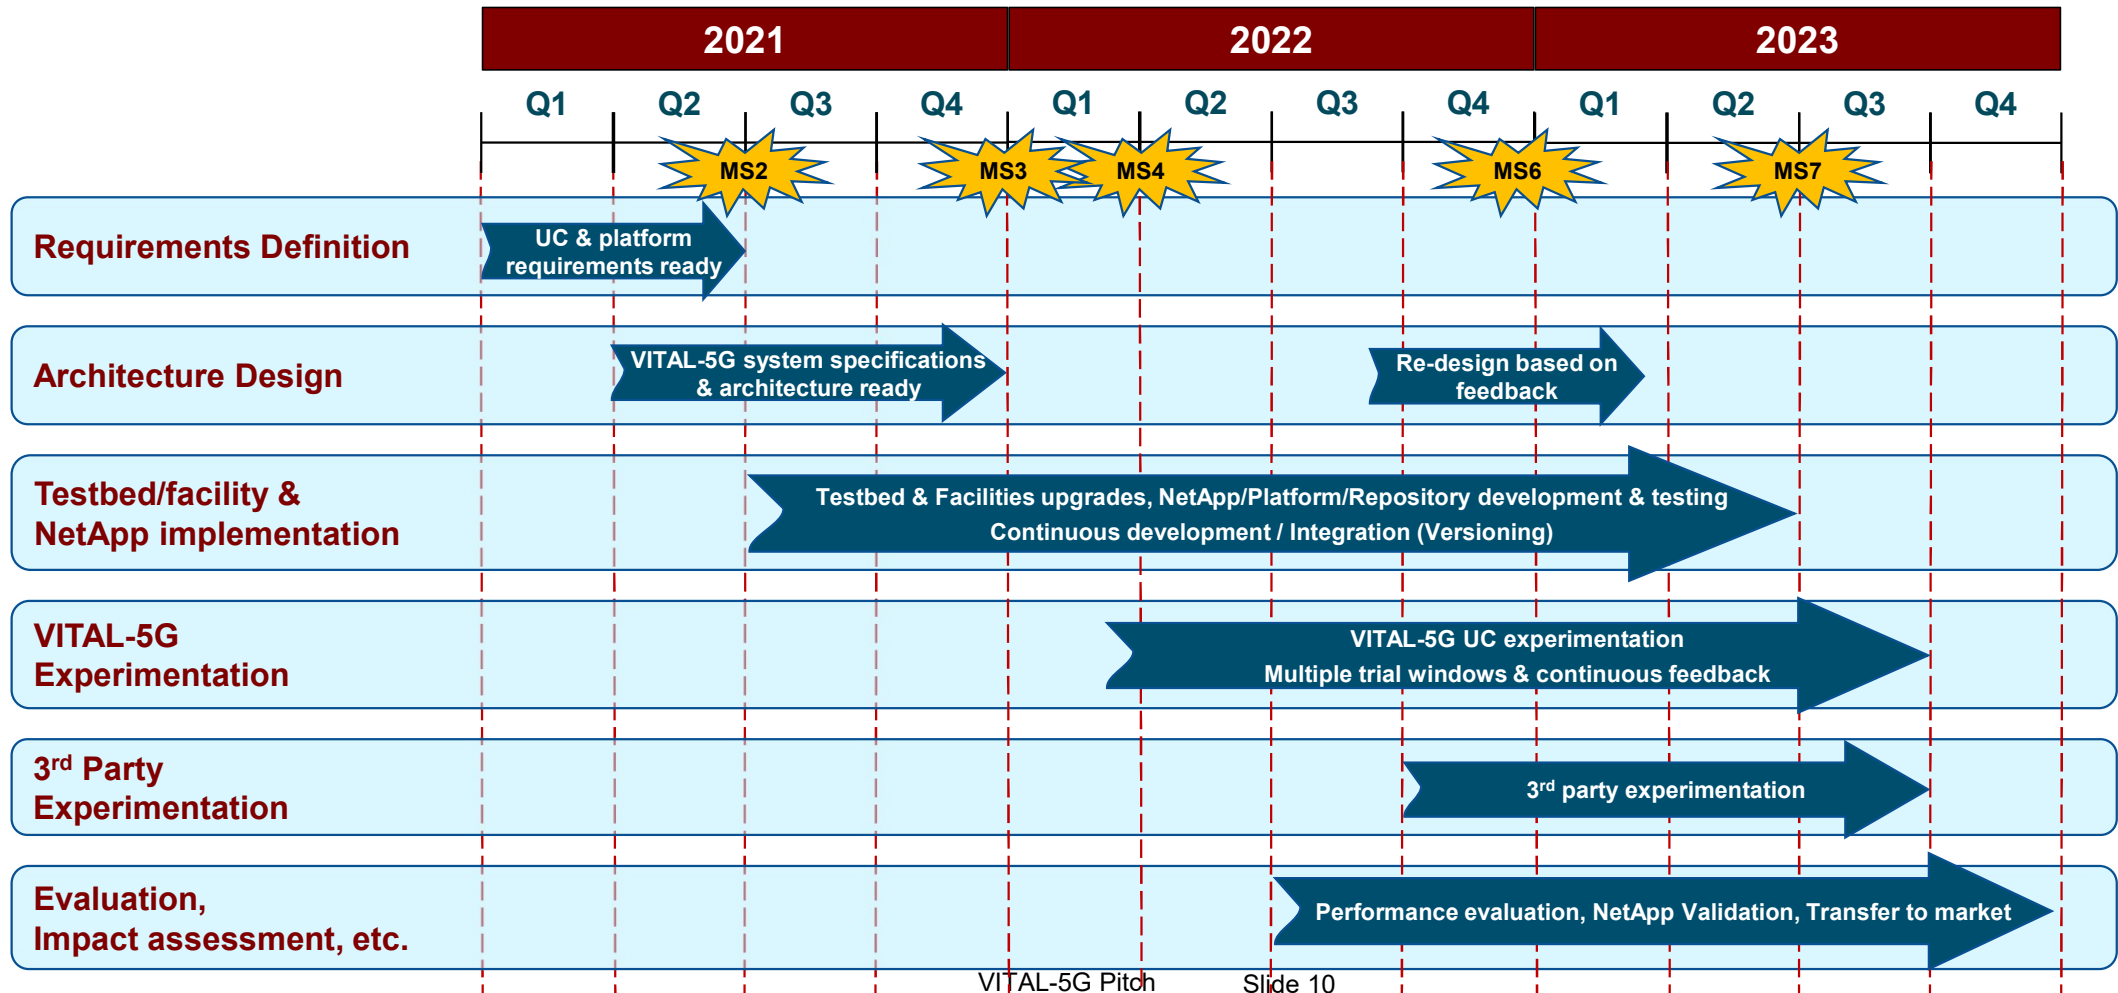 2021 2022 2023
Q1 Q2 Q3 Q4 Q1 Q2 Q3 Q4 Q1 Q2 Q3 Q4
MS2 MS3 MS4 MS6 MS7
Requirements Definition
UC & platform
requirements ready
Architecture Design
VITAL-5G system specifications
& architecture ready
Re-design based on
feedback
Testbed/facility &
NetApp implementation
Testbed & Facilities upgrades, NetApp/Platform/Repository development & testing
Continuous development / Integration (Versioning)
VITAL-5G
Experimentation
VITAL-5G UC experimentation
Multiple trial windows & continuous feedback
3rd Party
Experimentation
3rd party experimentation
Evaluation,
Impact assessment, etc.
Performance evaluation, NetApp Validation, Transfer to market
VITAL-5G Pitch Slide 10